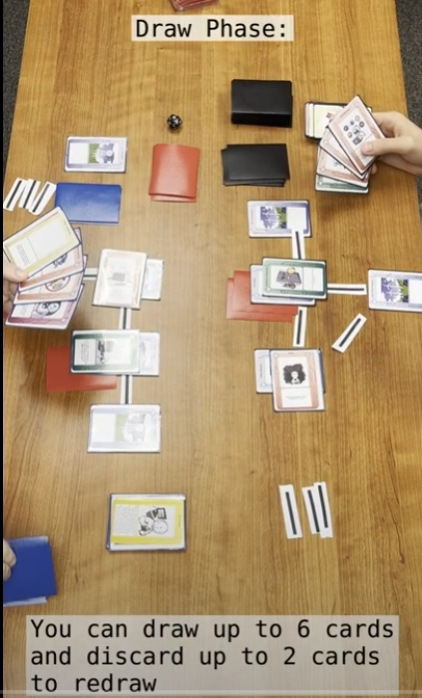 Draw Phase:
You can draw up to 6 cards
and discard up to 2 cards
to redraw